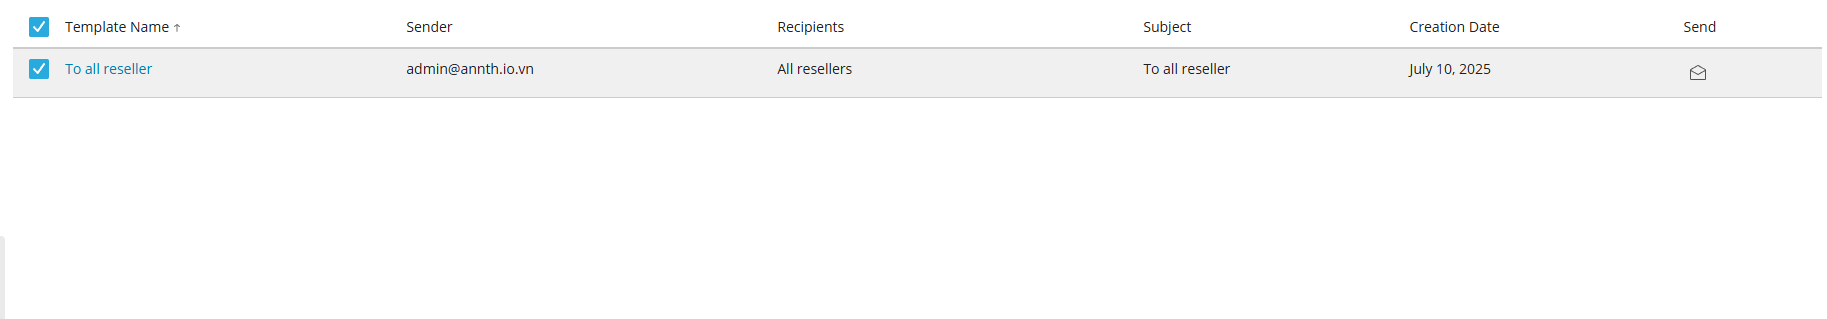 Template Name ↑ Sender Recipients Subject Creation Date Send
To all reseller admin@annth.io.vn All resellers To all reseller July 10, 2025